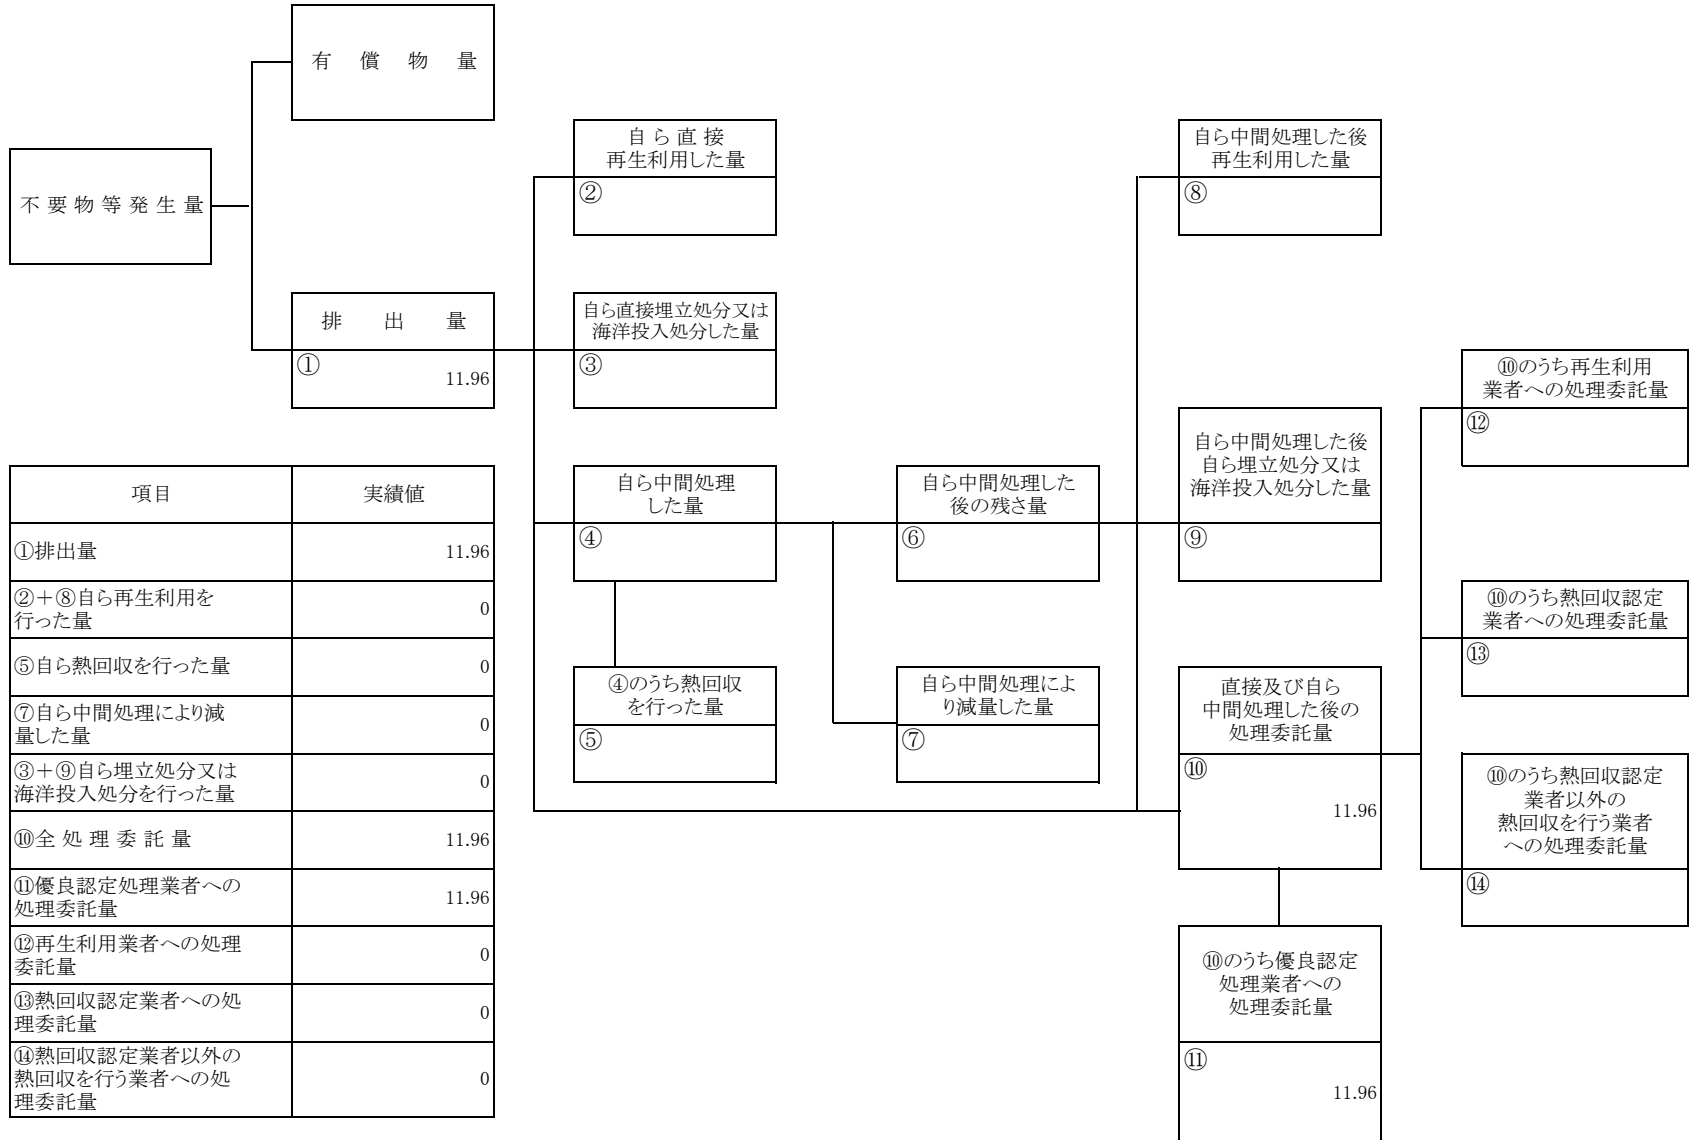 有償物量
不要物等発生量
排出量
①
11.96
自ら直接
再生利用した量
②
自ら直接埋立処分又は
海洋投入処分した量
③
自ら中間処理
した量
④
④のうち熱回収
を行った量
⑤
自ら中間処理した
後の残さ量
⑥
自ら中間処理によ
り減量した量
⑦
自ら中間処理した後
再生利用した量
⑧
自ら中間処理した後
自ら埋立処分又は
海洋投入処分した量
⑨
直接及び自ら
中間処理した後の
処理委託量
⑩
11.96
⑩のうち優良認定
処理業者への
処理委託量
⑪
11.96
⑩のうち再生利用
業者への処理委託量
⑫
⑩のうち熱回収認定
業者への処理委託量
⑬
⑩のうち熱回収認定
業者以外の
熱回収を行う業者
への処理委託量
⑭
項目 実績値
①排出量 11.96
②＋⑧自ら再生利用を
行った量 0
⑤自ら熱回収を行った量 0
⑦自ら中間処理により減
量した量 0
③＋⑨自ら埋立処分又は
海洋投入処分を行った量 0
⑩全処理委託量 11.96
⑪優良認定処理業者への
処理委託量 11.96
⑫再生利用業者への処理
委託量 0
⑬熱回収認定業者への処
理委託量 0
⑭熱回収認定業者以外の
熱回収を行う業者への処 0
理委託量